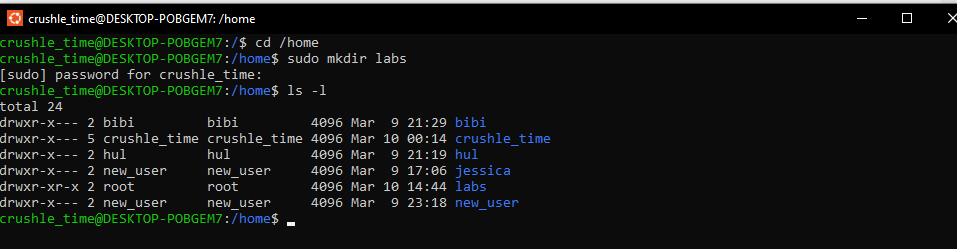 crushle_time@DESKTOP-POBGEM7: /home
crushle_time@DESKTOP-POBGEM7:/$ cd /home
crushle_time@DESKTOP-POBGEM7:/home$ sudo mkdir labs
[sudo] password for crushle_time:
crushle_time@DESKTOP-POBGEM7:/home$ ls -l
total 24
drwxr-x--- 2 bibi         bibi         4096 Mar  9 21:29 bibi
drwxr-x--- 5 crushle_time crushle_time 4096 Mar 10 00:14 crushle_time
drwxr-x--- 2 hul          hul          4096 Mar  9 21:19 hul
drwxr-x--- 2 new_user     new_user     4096 Mar  9 17:06 jessica
drwxr-xr-x 2 root         root         4096 Mar 10 14:44 labs
drwxr-x--- 2 new_user     new_user     4096 Mar  9 23:18 new_user
crushle_time@DESKTOP-POBGEM7:/home$